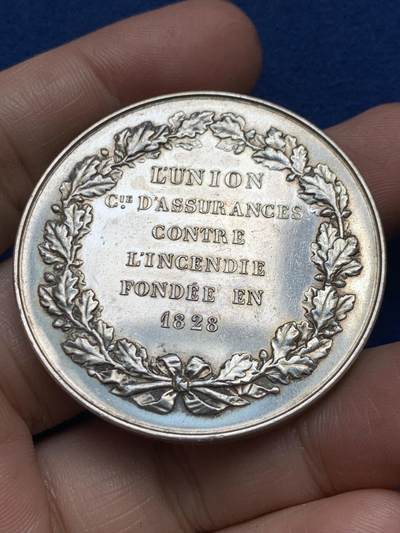 L'UNION
CIE D'ASSURANCES
CONTRE
L'INCENDIE
FONDÉE EN
1828